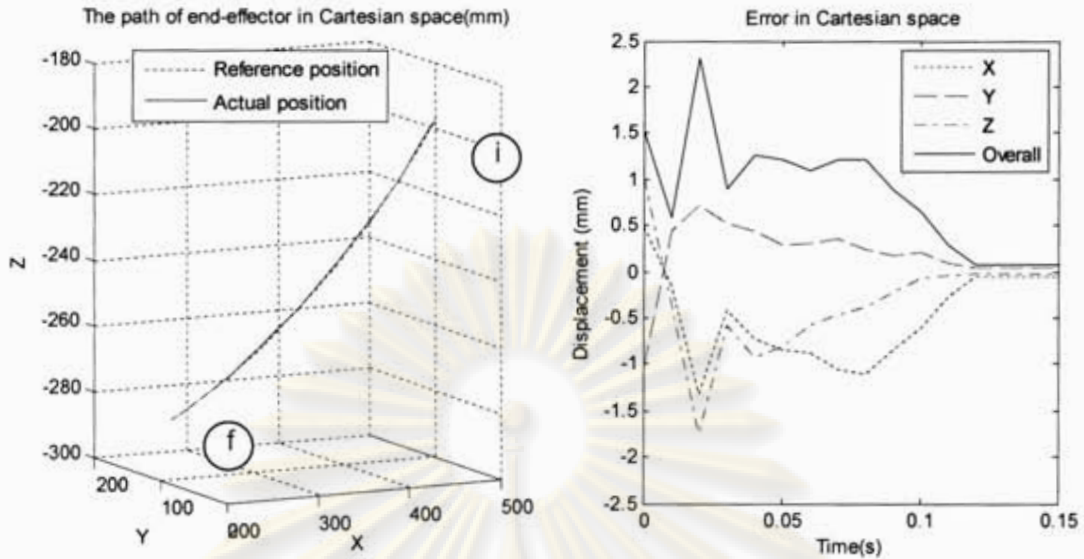 The path of end-effector in Cartesian space(mm)
Reference position
Actual position
-180
-200
-220
-240
-260
-280
-300
Z
i
f
200
100
Y
300
400
500
X
Error in Cartesian space
X
Y
Z
Overall
2.5
2
1.5
1
0.5
0
-0.5
-1
-1.5
-2
-2.5
Displacement (mm)
0
0.05
0.1
0.15
Time(s)